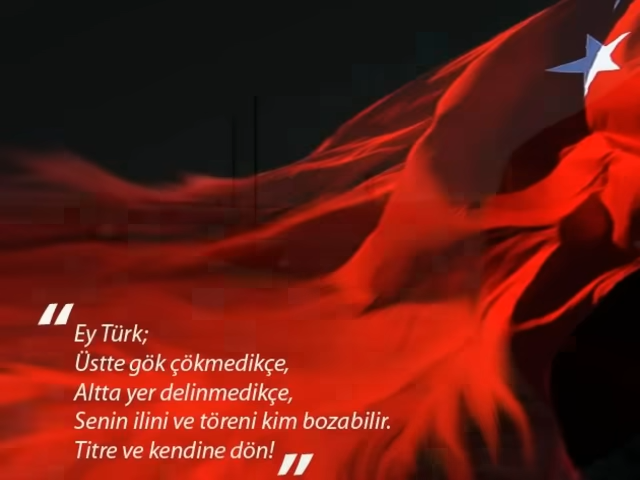 "
Ey Türk;
Üstte gök çökmedikçe,
Altta yer delinmedikçe,
Senin ilini ve töreni kim bozabilir.
Titre ve kendine dön!
"